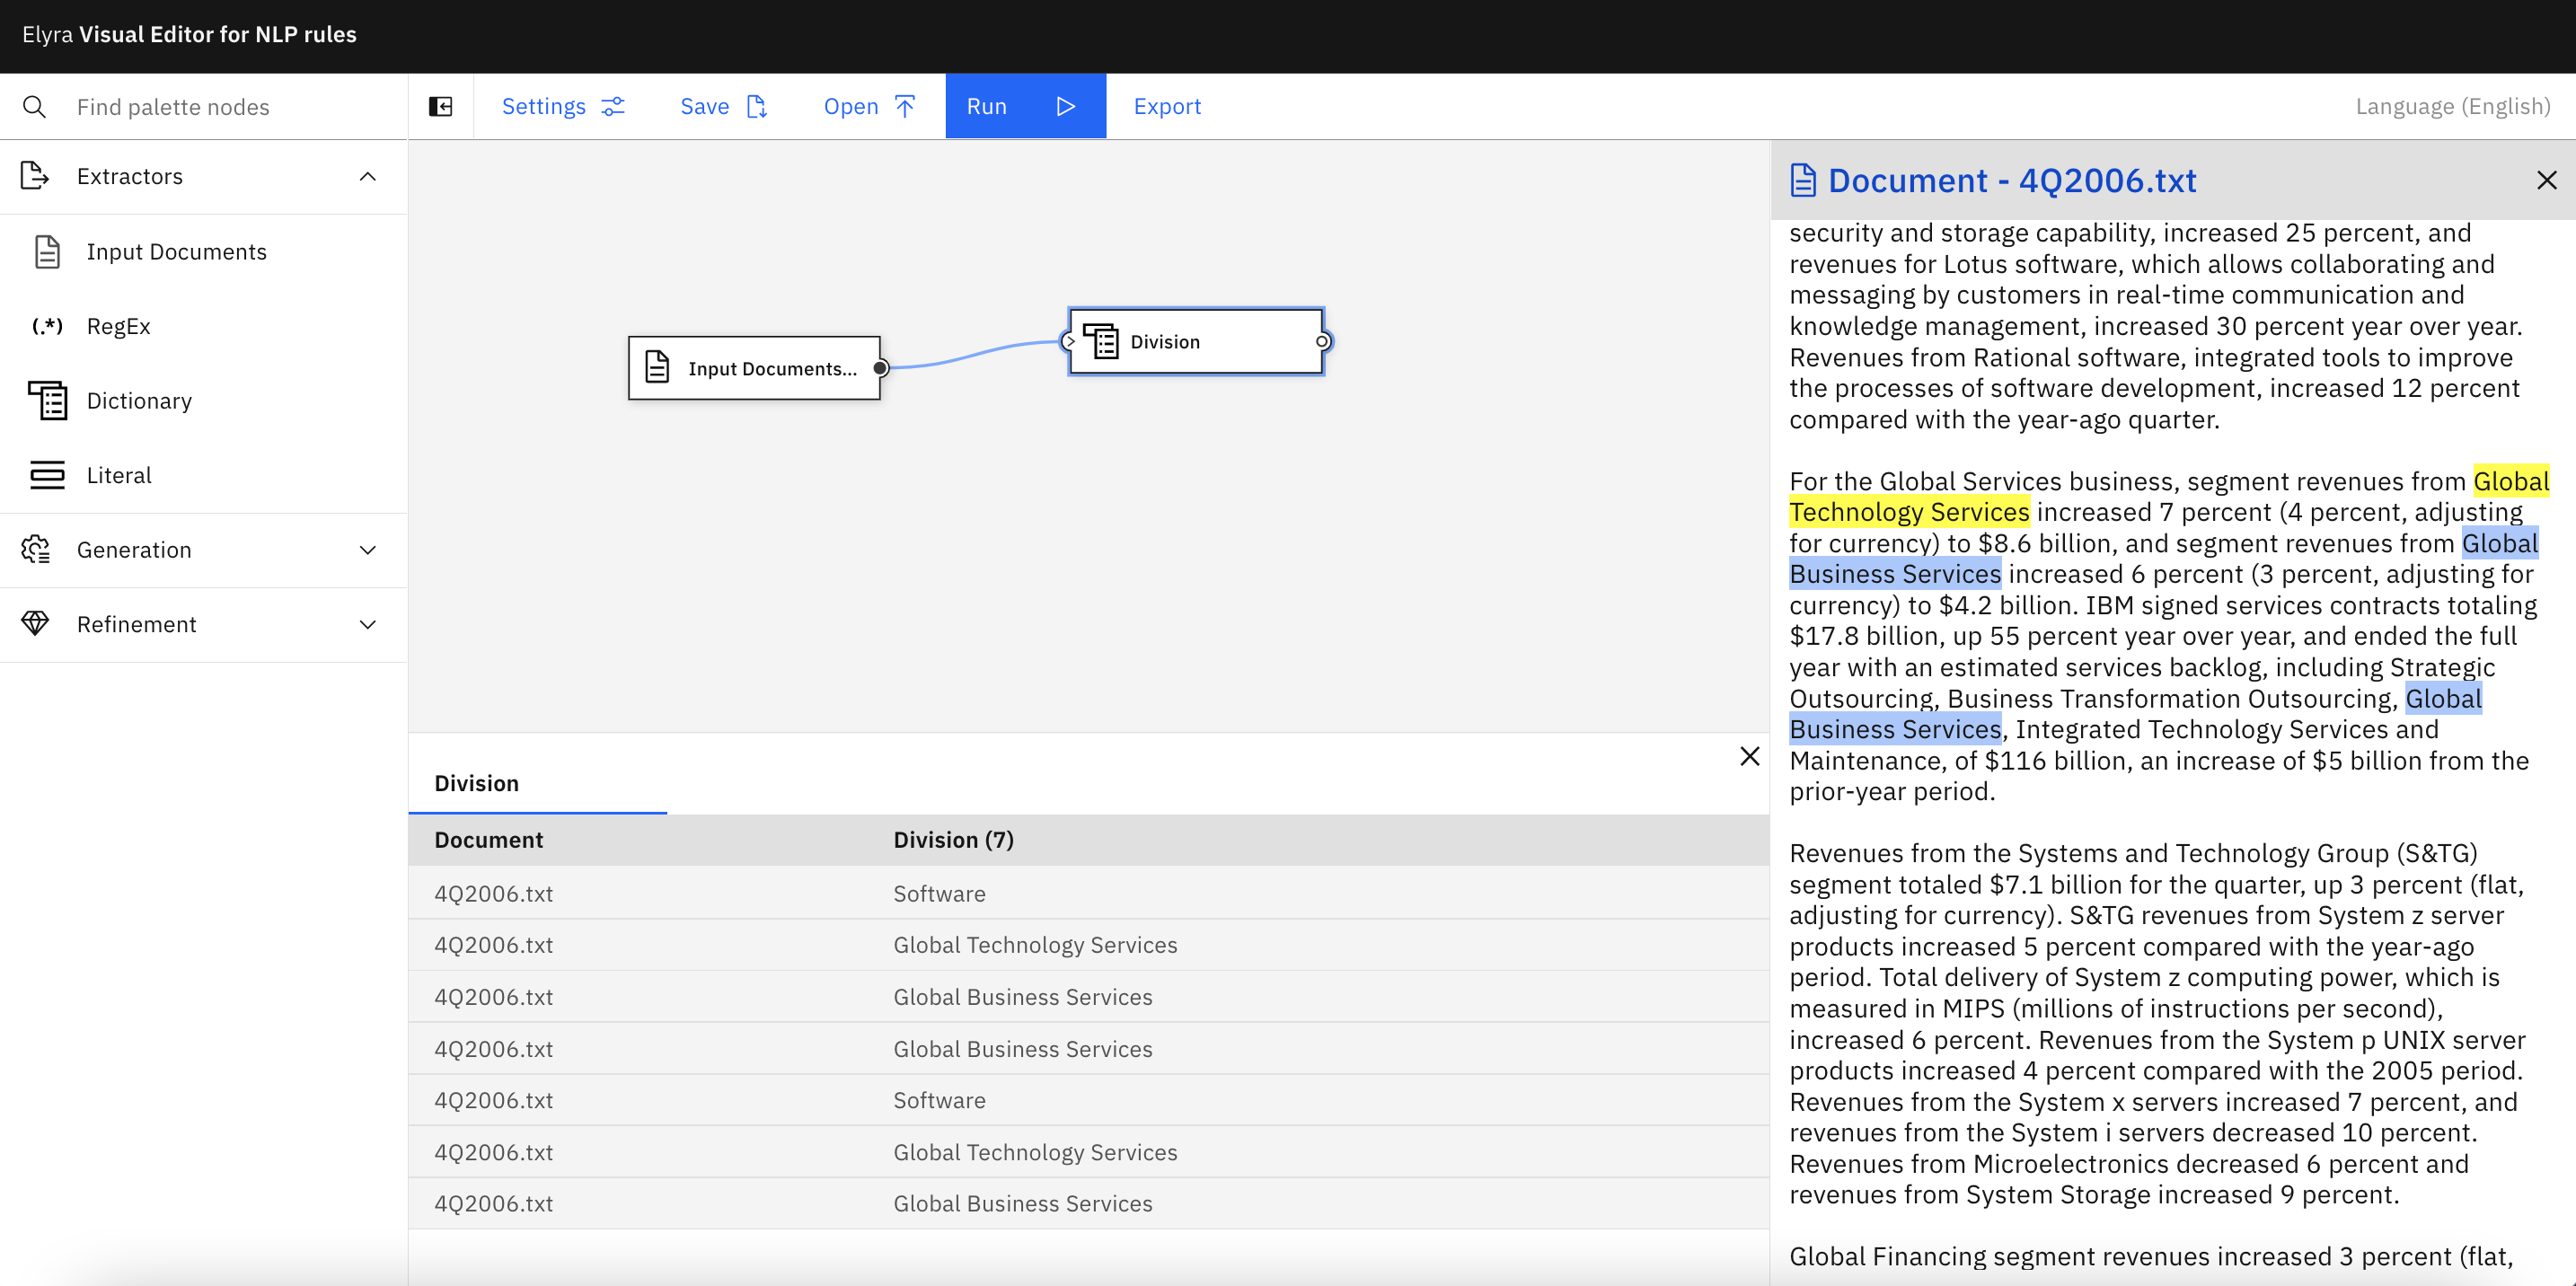 Elyra Visual Editor for NLP rules
Find palette nodes
Settings
Save
Open
Run
Export
Language (English)
Extractors
Input Documents
(.*) RegEx
Dictionary
Literal
Generation
Refinement
Input Documents...
Division
Division
Document Division (7)
4Q2006.txt Software
4Q2006.txt Global Technology Services
4Q2006.txt Global Business Services
4Q2006.txt Global Business Services
4Q2006.txt Software
4Q2006.txt Global Technology Services
4Q2006.txt Global Business Services
Document - 4Q2006.txt
security and storage capability, increased 25 percent, and
revenues for Lotus software, which allows collaborating and
messaging by customers in real-time communication and
knowledge management, increased 30 percent year over year.
Revenues from Rational software, integrated tools to improve
the processes of software development, increased 12 percent
compared with the year-ago quarter.
For the Global Services business, segment revenues from Global
Technology Services increased 7 percent (4 percent, adjusting
for currency) to $8.6 billion, and segment revenues from Global
Business Services increased 6 percent (3 percent, adjusting for
currency) to $4.2 billion. IBM signed services contracts totaling
$17.8 billion, up 55 percent year over year, and ended the full
year with an estimated services backlog, including Strategic
Outsourcing, Business Transformation Outsourcing, Global
Business Services, Integrated Technology Services and
Maintenance, of $116 billion, an increase of $5 billion from the
prior-year period.
Revenues from the Systems and Technology Group (S&TG)
segment totaled $7.1 billion for the quarter, up 3 percent (flat,
adjusting for currency). S&TG revenues from System z server
products increased 5 percent compared with the year-ago
period. Total delivery of System z computing power, which is
measured in MIPS (millions of instructions per second),
increased 6 percent. Revenues from the System p UNIX server
products increased 4 percent compared with the 2005 period.
Revenues from the System x servers increased 7 percent, and
revenues from the System i servers decreased 10 percent.
Revenues from Microelectronics decreased 6 percent and
revenues from System Storage increased 9 percent.
Global Financing segment revenues increased 3 percent (flat,